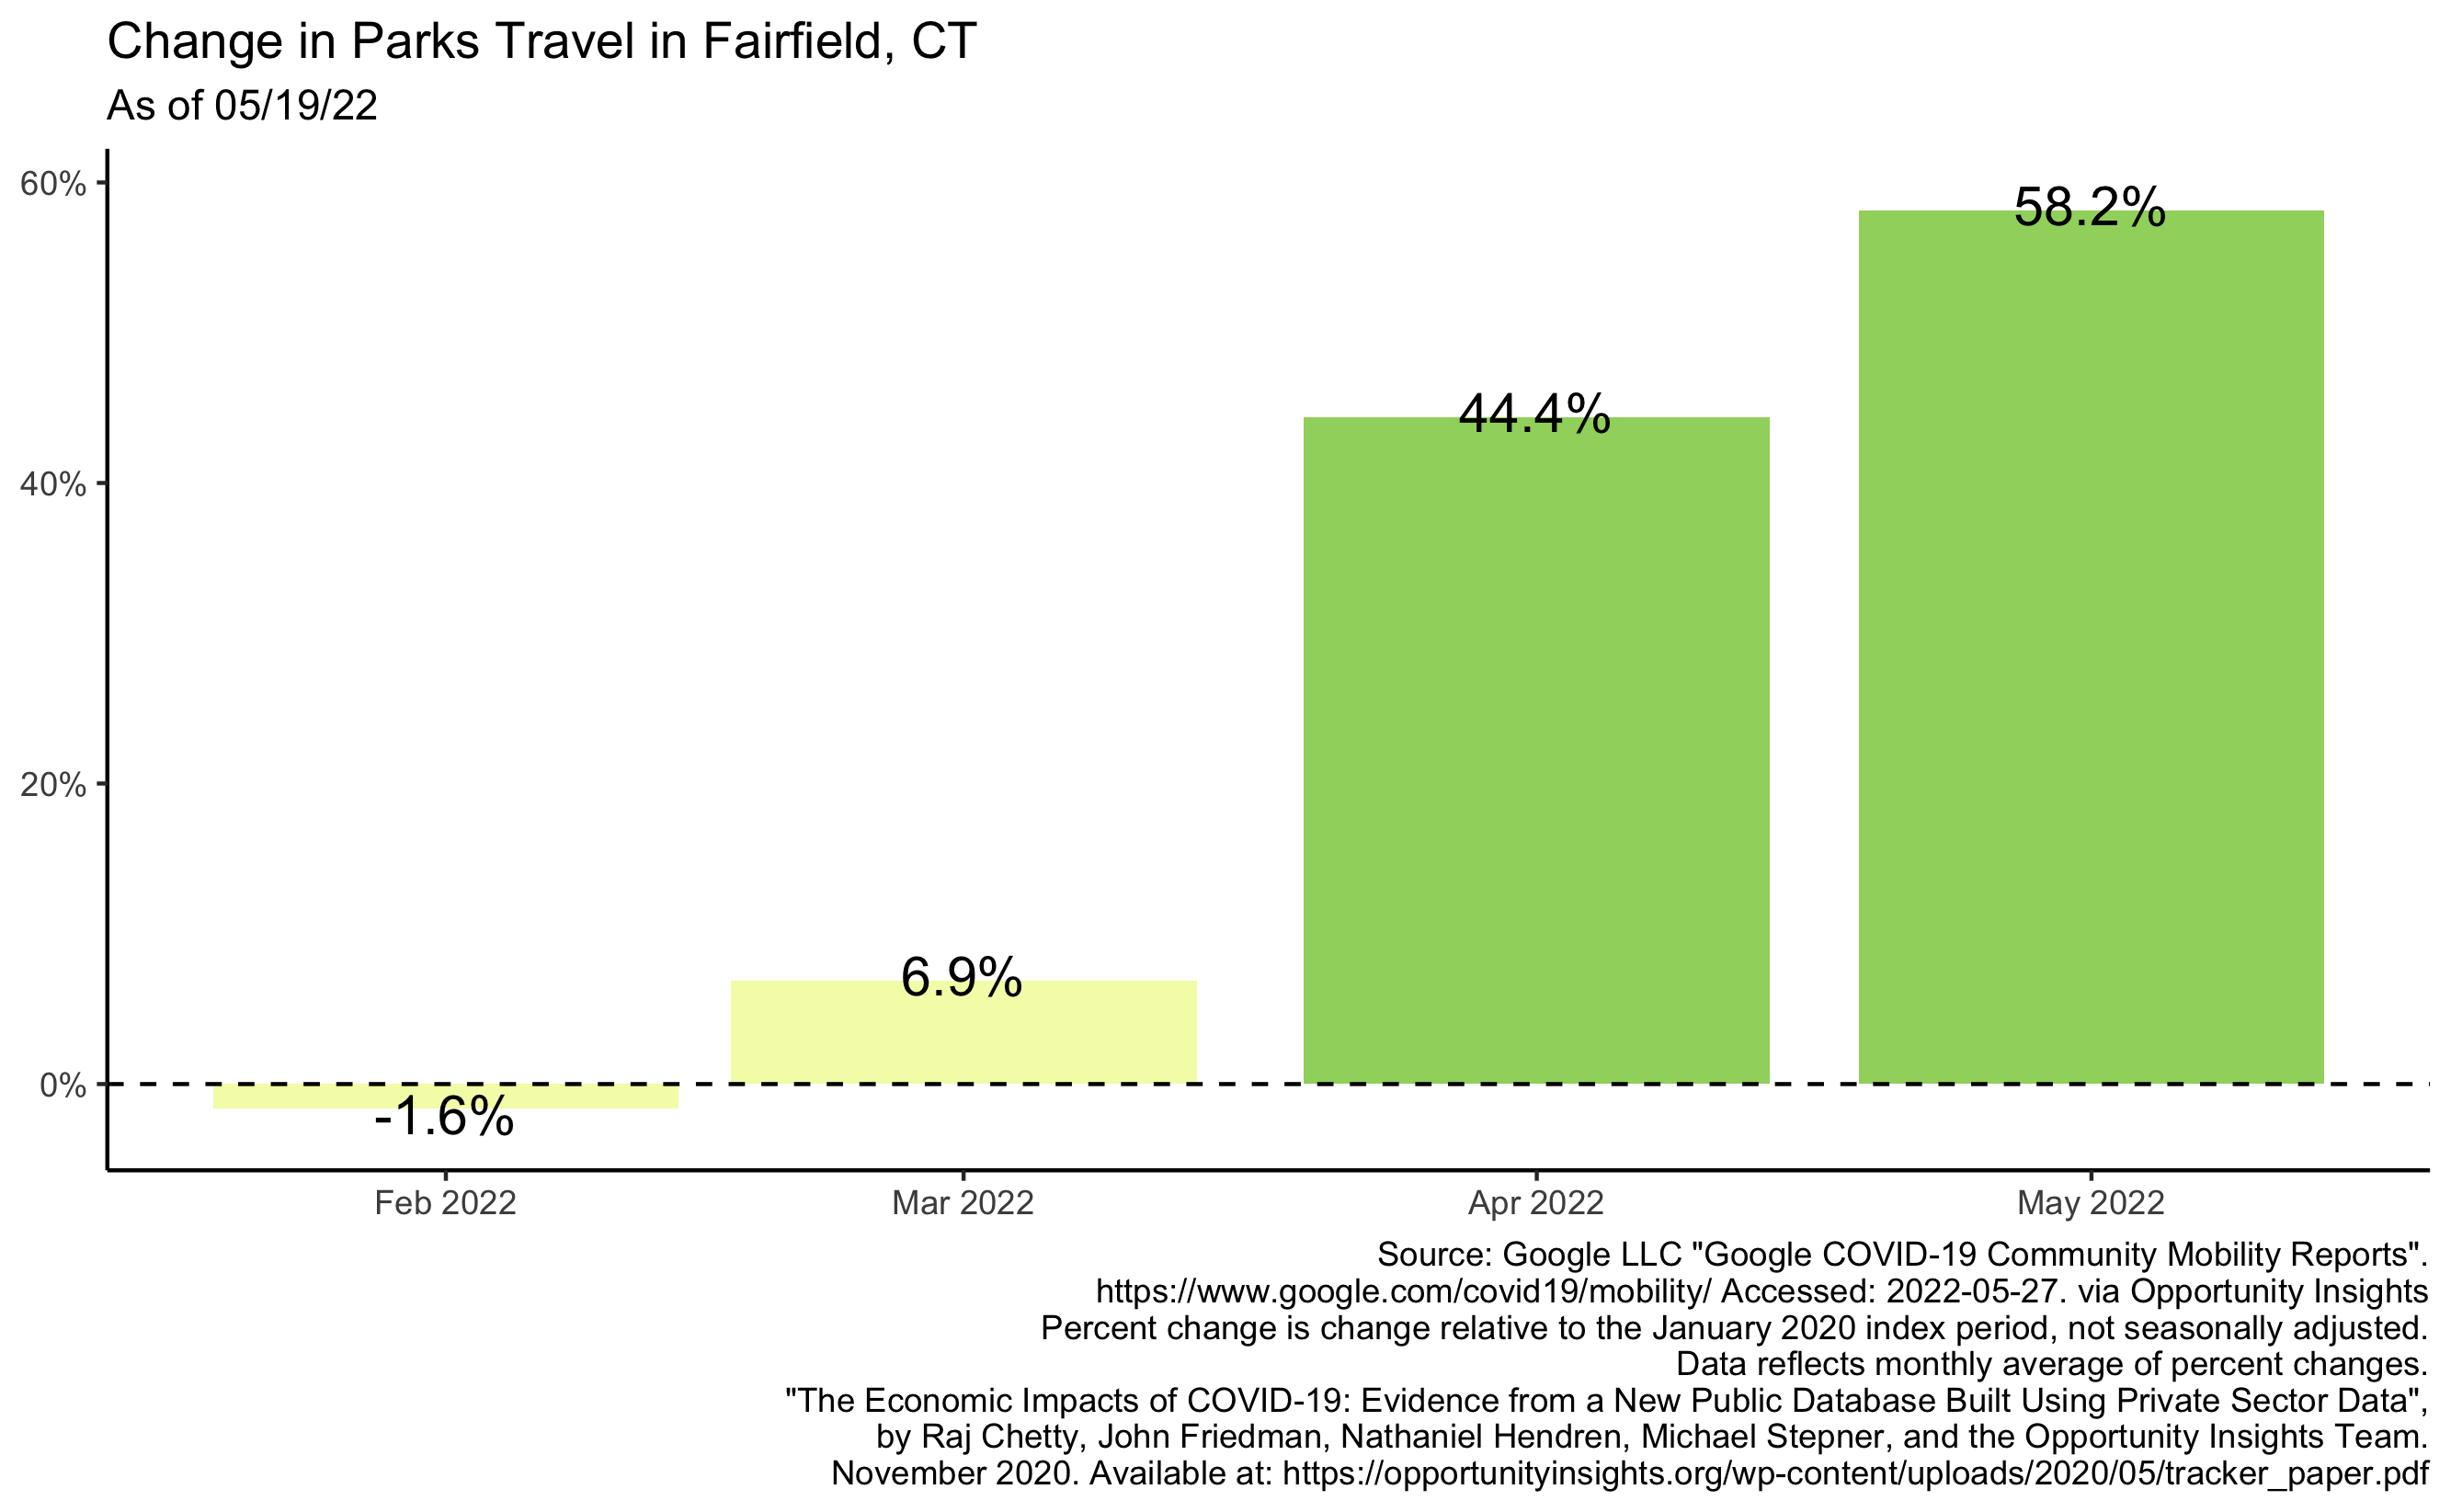 Change in Parks Travel in Fairfield, CT
As of 05/19/22
60%
40%
20%
0%
-1.6%
6.9%
44.4%
58.2%
Feb 2022
Mar 2022
Apr 2022
May 2022
Source: Google LLC "Google COVID-19 Community Mobility Reports".
https://www.google.com/covid19/mobility/ Accessed: 2022-05-27. via Opportunity Insights
Percent change is change relative to the January 2020 index period, not seasonally adjusted.
Data reflects monthly average of percent changes.
"The Economic Impacts of COVID-19: Evidence from a New Public Database Built Using Private Sector Data",
by Raj Chetty, John Friedman, Nathaniel Hendren, Michael Stepner, and the Opportunity Insights Team.
November 2020. Available at: https://opportunityinsights.org/wp-content/uploads/2020/05/tracker_paper.pdf